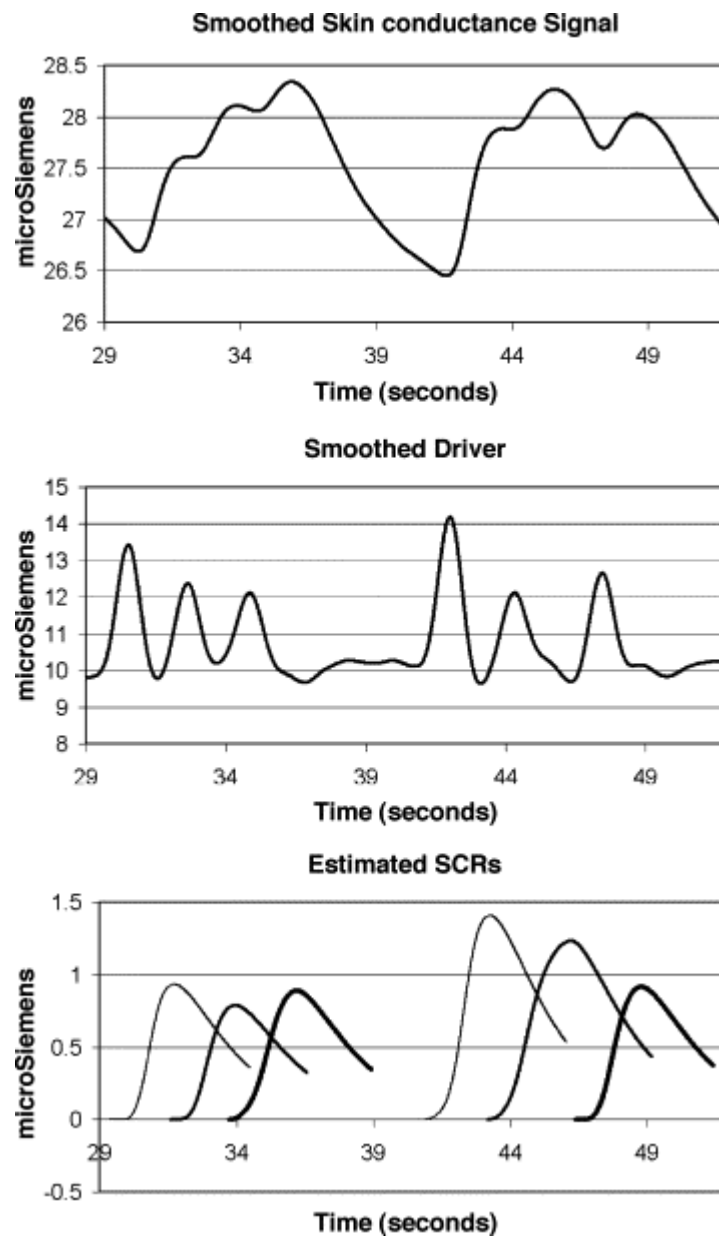 Smoothed Skin conductance Signal
28.5
28
27.5
27
26.5
26
microSiemens
29 34 39 44 49
Time (seconds)
Smoothed Driver
15
14
13
12
11
10
9
8
microSiemens
29 34 39 44 49
Time (seconds)
Estimated SCRs
1.5
1
0.5
0
-0.5
microSiemens
29 34 39 44 49
Time (seconds)